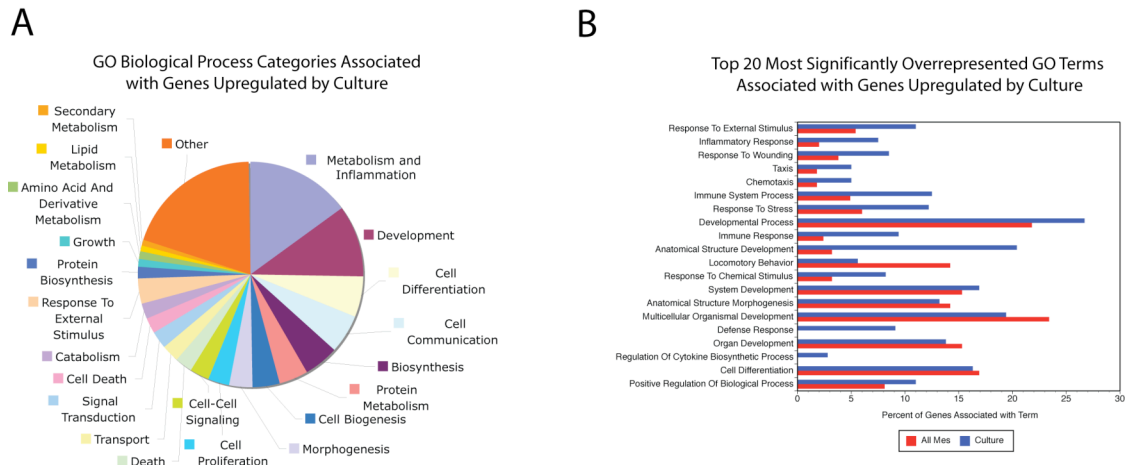 A
GO Biological Process Categories Associated
with Genes Upregulated by Culture
Secondary
Metabolism
Lipid
Metabolism
Amino Acid And
Derivative
Metabolism
Growth
Protein
Biosynthesis
Response To
External
Stimulus
Catabolism
Cell Death
Signal
Transduction
Transport
Death
Other
Metabolism and
Inflammation
Development
Cell
Differentiation
Cell
Communication
Biosynthesis
Protein
Metabolism
Cell Biogenesis
Morphogenesis
Cell
Proliferation
Cell-Cell
Signaling
B
Top 20 Most Significantly Overrepresented GO Terms
Associated with Genes Upregulated by Culture
Response To External Stimulus
Inflammatory Response
Response To Wounding
Taxis
Chemotaxis
Immune System Process
Response To Stress
Developmental Process
Immune Response
Anatomical Structure Development
Locomotory Behavior
Response To Chemical Stimulus
System Development
Anatomical Structure Morphogenesis
Multicellular Organismal Development
Defense Response
Organ Development
Regulation Of Cytokine Biosynthetic Process
Cell Differentiation
Positive Regulation Of Biological Process
0 5 10 15 20 25 30
Percent of Genes Associated with Term
All Mes Culture